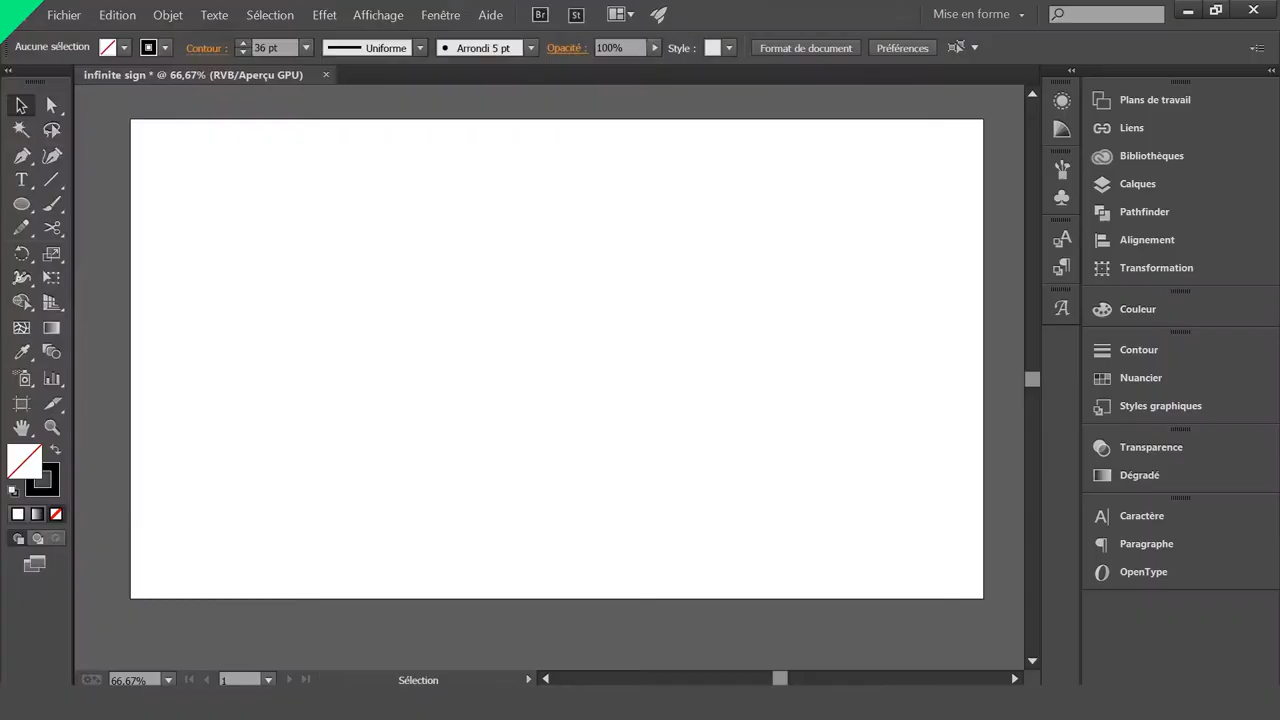 Fichier Edition Objet Texte Sélection Effet Affichage Fenêtre Aide Br St Mise en forme
Aucune sélection Contour : 36 pt Uniforme Arrondi 5 pt Opacité : 100% Style : Format de document Préférences
infinite sign * @ 66,67% (RVB/Aperçu GPU) ×
Plans de travail
Liens
Bibliothèques
Calques
Pathfinder
Alignement
Transformation
Couleur
Contour
Nuancier
Styles graphiques
Transparence
Dégradé
Caractère
Paragraphe
OpenType
66,67% 1 Sélection